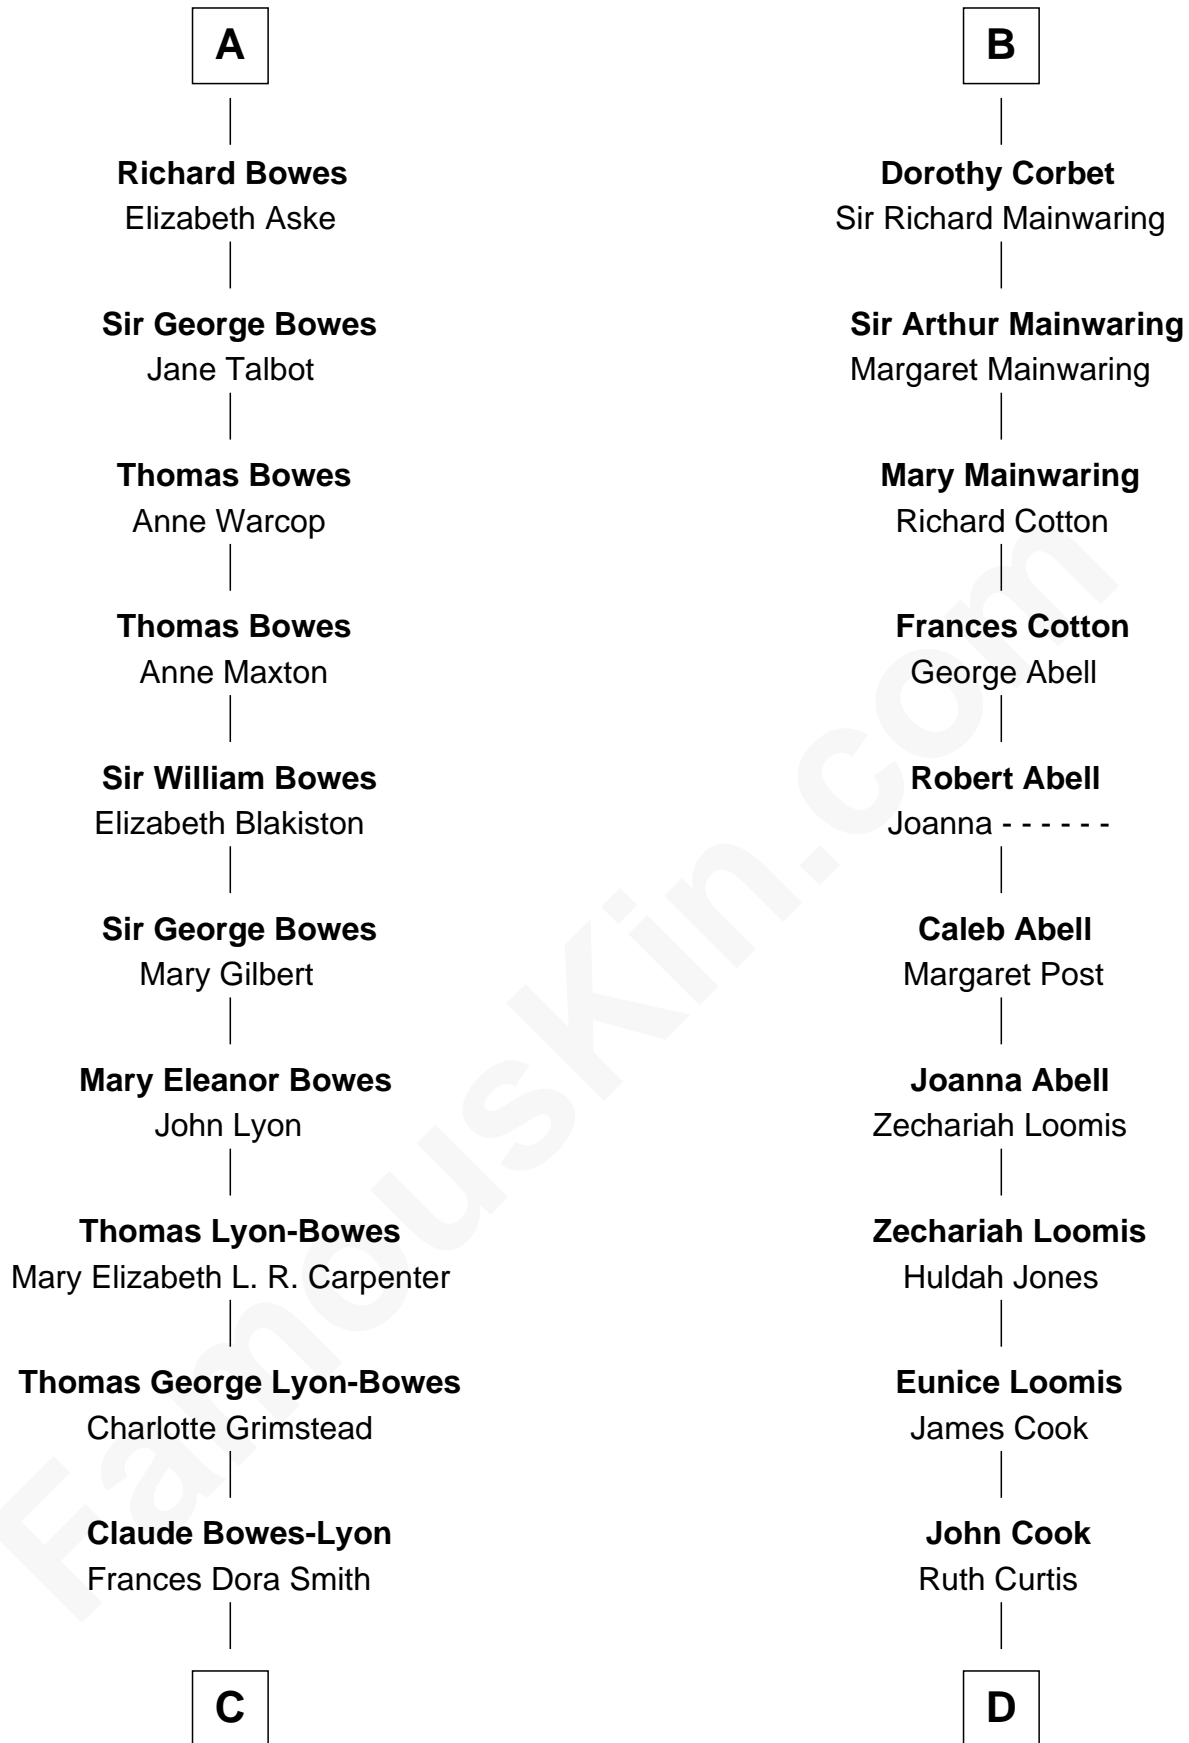 A
Richard Bowes
Elizabeth Aske
Sir George Bowes
Jane Talbot
Thomas Bowes
Anne Warcop
Thomas Bowes
Anne Maxton
Sir William Bowes
Elizabeth Blakiston
Sir George Bowes
Mary Gilbert
Mary Eleanor Bowes
John Lyon
Thomas Lyon-Bowes
Mary Elizabeth L. R. Carpenter
Thomas George Lyon-Bowes
Charlotte Grimstead
Claude Bowes-Lyon
Frances Dora Smith
C
B
Dorothy Corbet
Sir Richard Mainwaring
Sir Arthur Mainwaring
Margaret Mainwaring
Mary Mainwaring
Richard Cotton
Frances Cotton
George Abell
Robert Abell
Joanna - - - - - -
Caleb Abell
Margaret Post
Joanna Abell
Zechariah Loomis
Zechariah Loomis
Huldah Jones
Eunice Loomis
James Cook
John Cook
Ruth Curtis
D
FamousKin.com